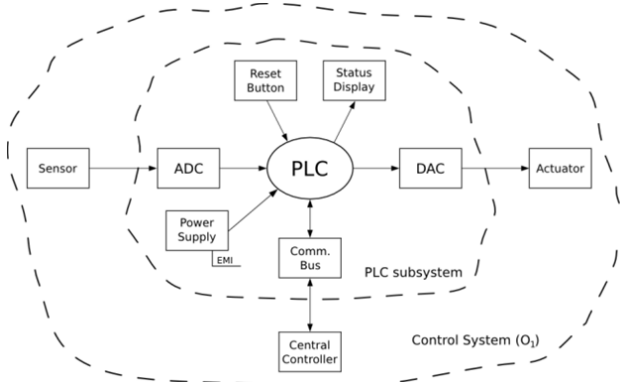 Reset
Button
Status
Display
Sensor
ADC
PLC
DAC
Actuator
Power
Supply
EMI
Comm.
Bus
PLC subsystem
Central
Controller
Control System (O₁)